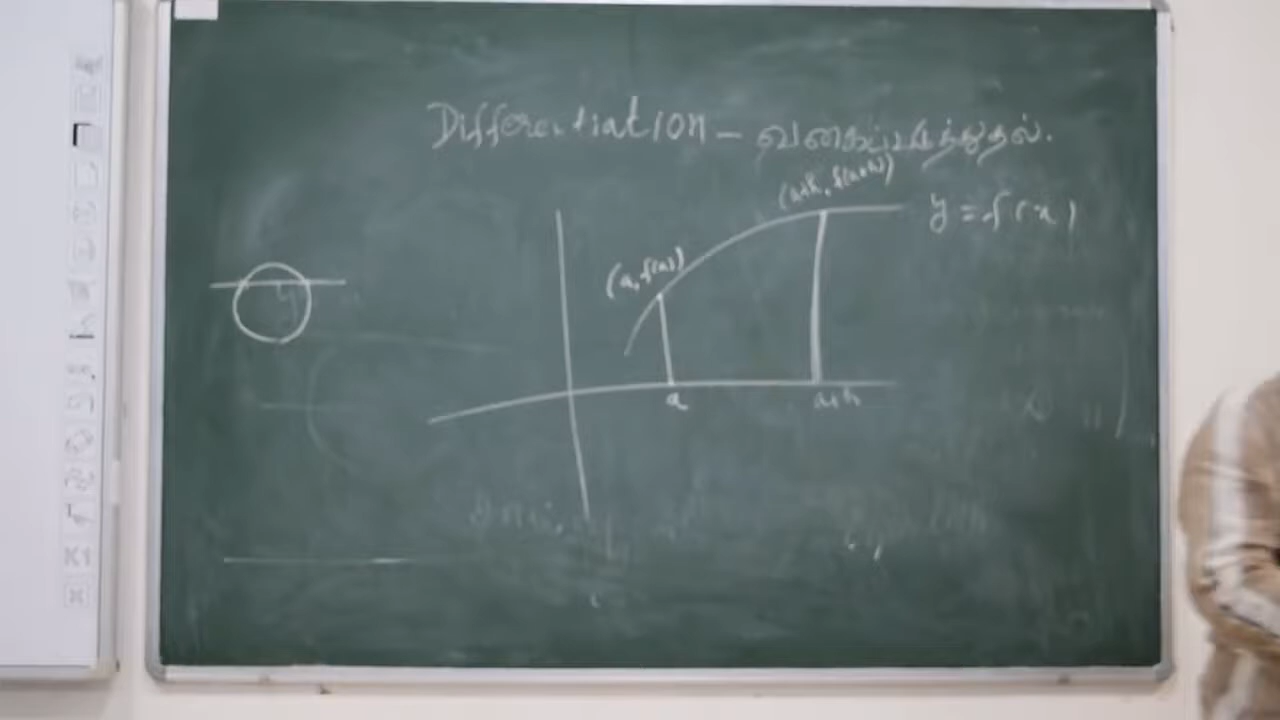 Differentiation – வகைப்படுத்துதல்.
(a+h, f(a+h))
y = f(x)
(a, f(a))
a
a+h